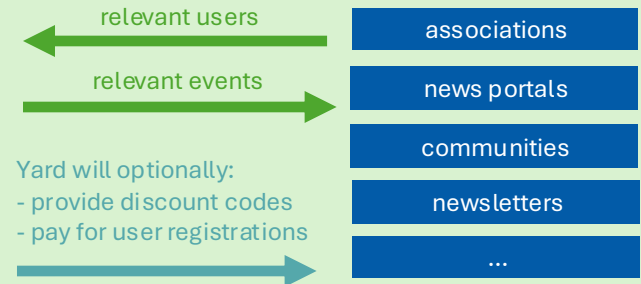 relevant users
relevant events
Yard will optionally:
- provide discount codes
- pay for user registrations
associations
news portals
communities
newsletters
...